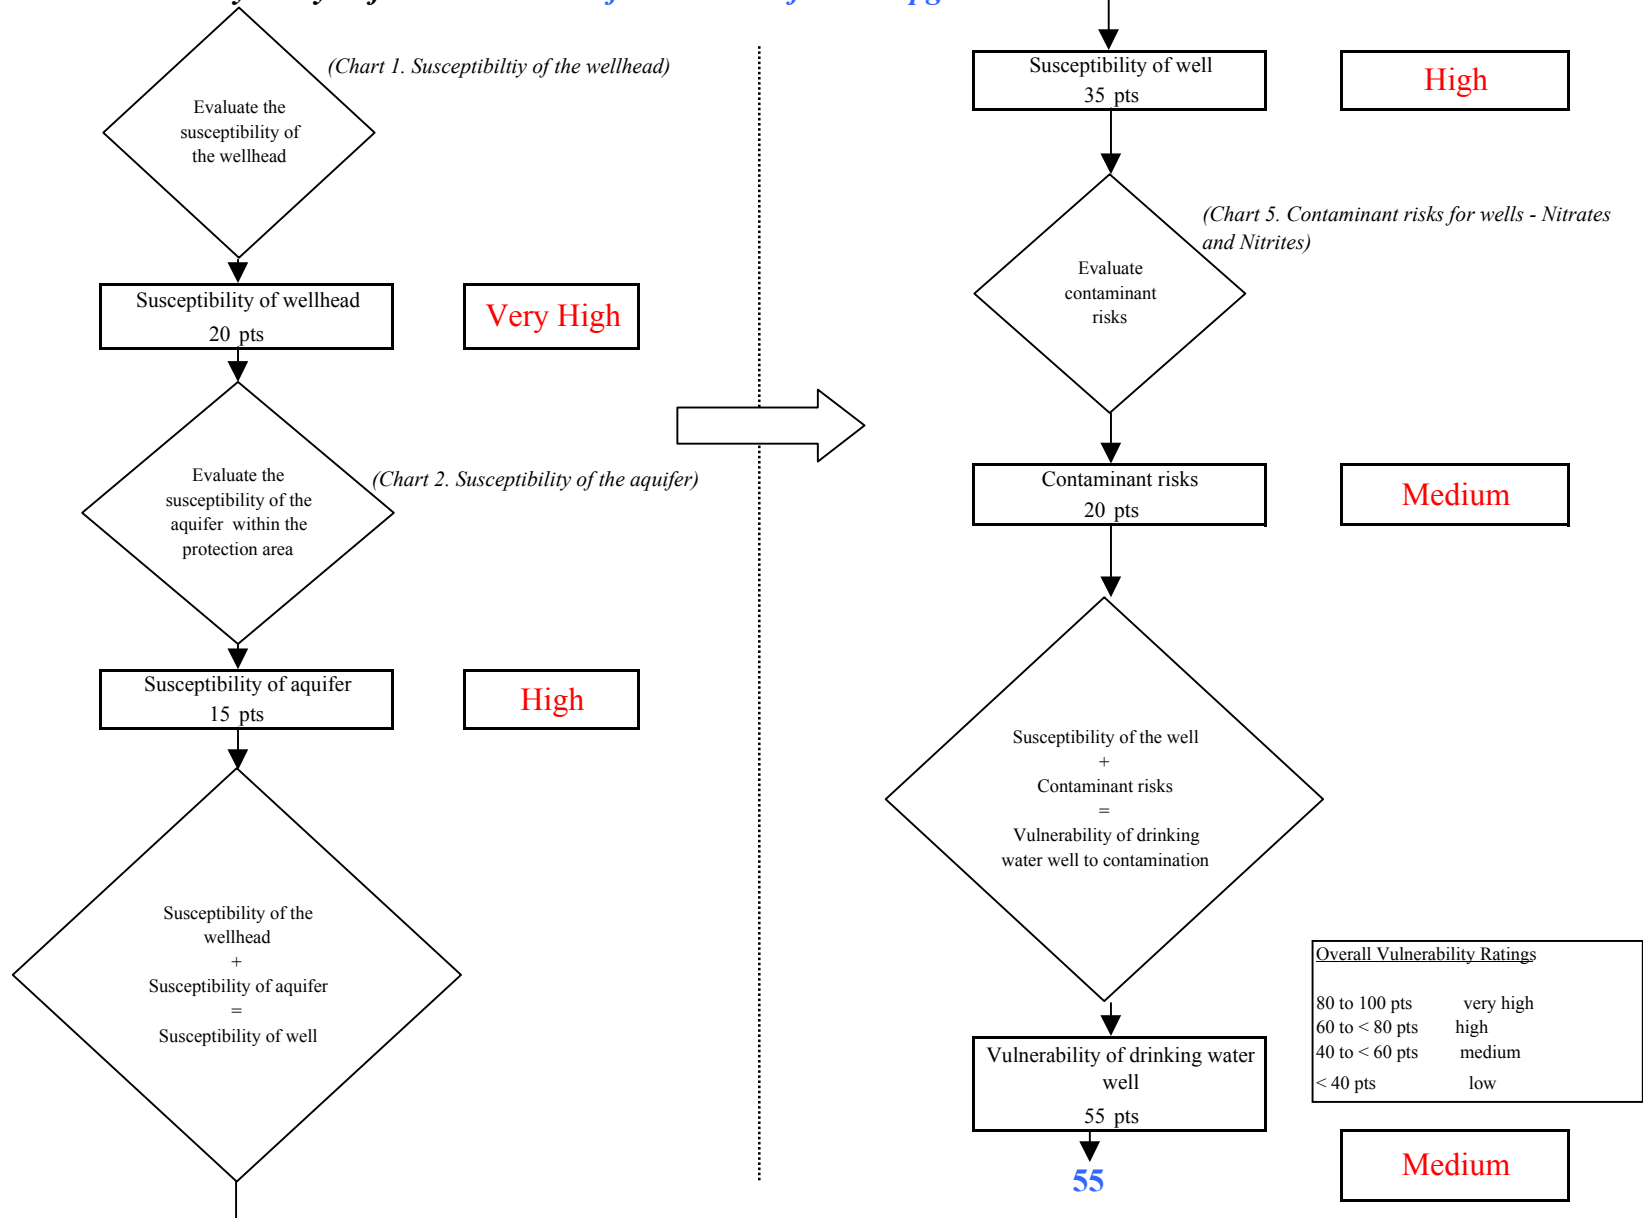 (Chart 1. Susceptibiltiy of the wellhead)
Evaluate the
susceptibility of
the wellhead
Susceptibility of wellhead
20 pts
Very High
(Chart 2. Susceptibility of the aquifer)
Evaluate the
susceptibility of the
aquifer within the
protection area
Susceptibility of aquifer
15 pts
High
Susceptibility of the
wellhead
+
Susceptibility of aquifer
=
Susceptibility of well
Susceptibility of well
35 pts
High
(Chart 5. Contaminant risks for wells - Nitrates
and Nitrites)
Evaluate
contaminant
risks
Contaminant risks
20 pts
Medium
Susceptibility of the well
+
Contaminant risks
=
Vulnerability of drinking
water well to contamination
Overall Vulnerability Ratings
80 to 100 pts very high
60 to < 80 pts high
40 to < 60 pts medium
< 40 pts low
Vulnerability of drinking water
well
55 pts
55
Medium